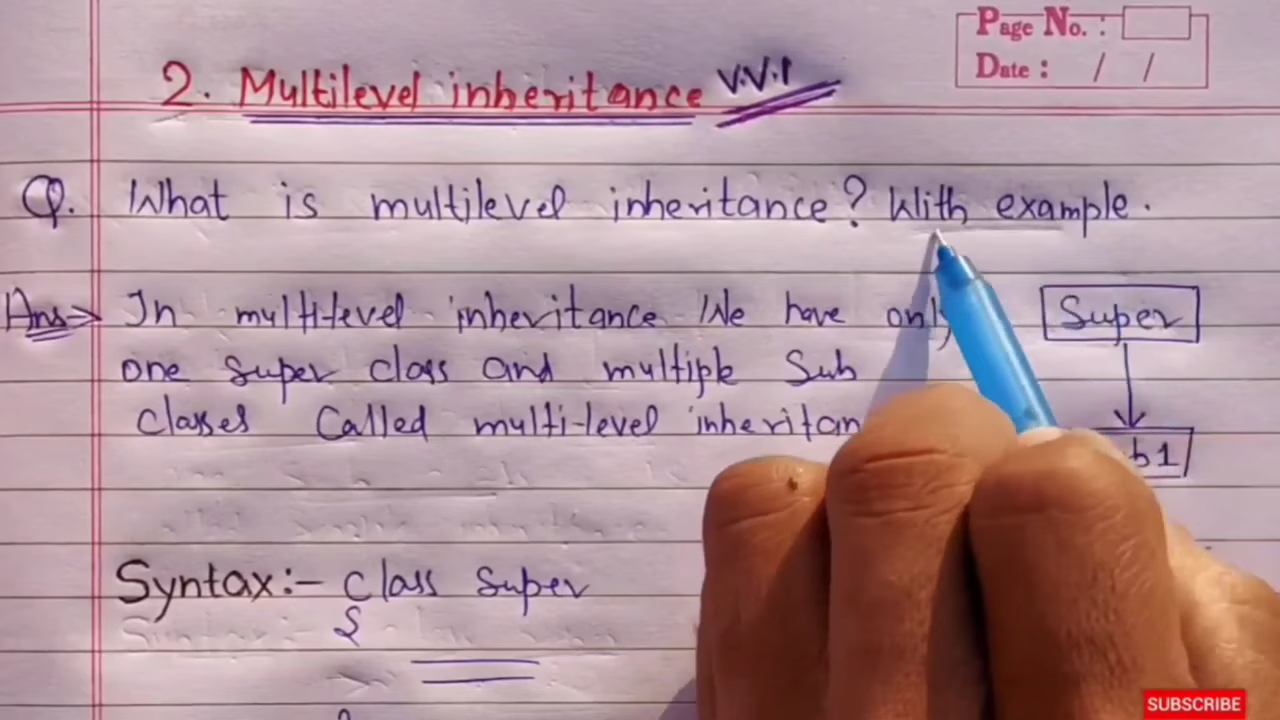 Page No. :
Date : / /
2. Multilevel inheritance V.V.I
Q. What is multilevel inheritance? With example.
Ans→ In multilevel inheritance We have only
one Super class and multiple Sub
classes Called multi-level inheritan
Super
b1
Syntax:- class Super
{
SUBSCRIBE